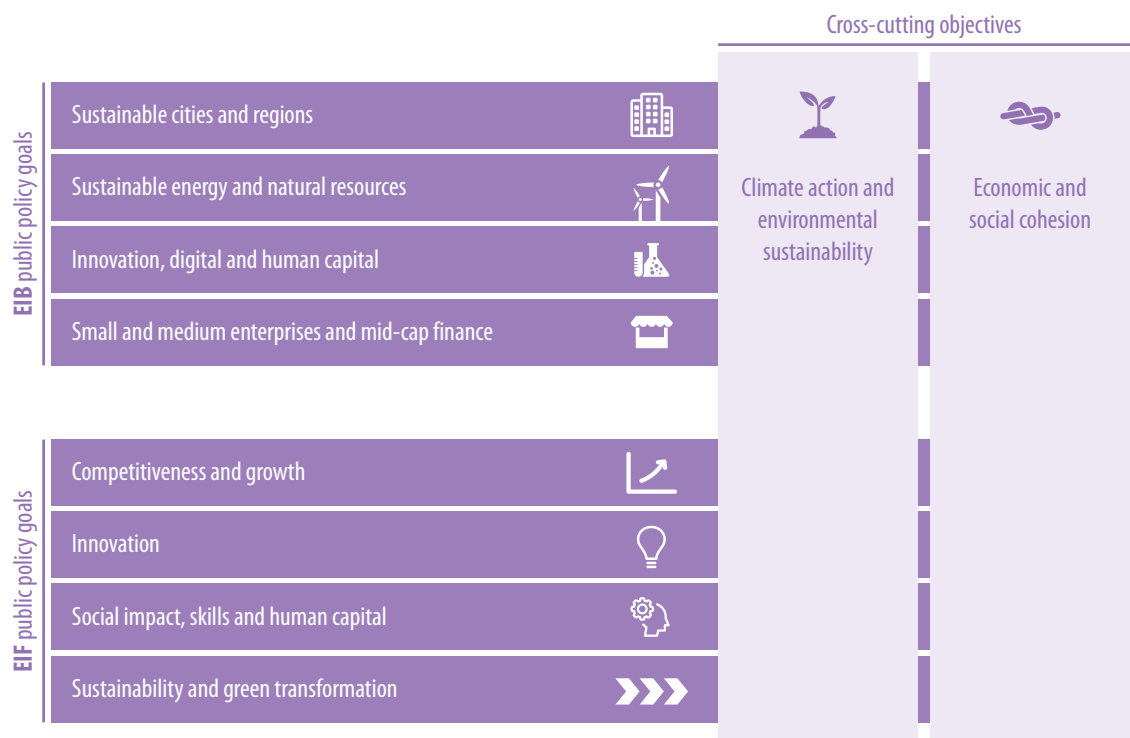 Cross-cutting objectives
EIB public policy goals
Sustainable cities and regions
Sustainable energy and natural resources
Innovation, digital and human capital
Small and medium enterprises and mid-cap finance
Climate action and
environmental
sustainability
Economic and
social cohesion
EIF public policy goals
Competitiveness and growth
Innovation
Social impact, skills and human capital
Sustainability and green transformation